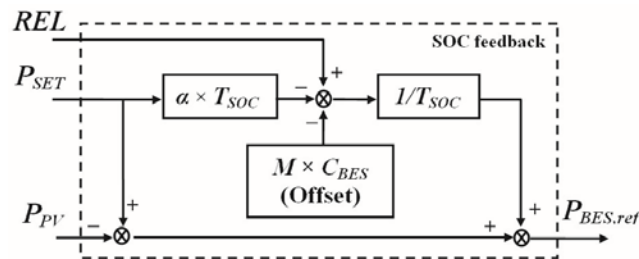 REL
SOC feedback
+
P_SET
α × T_SOC
−
1/T_SOC
−
M × C_BES
(Offset)
+
+
P_PV
−
+
P_BES.ref